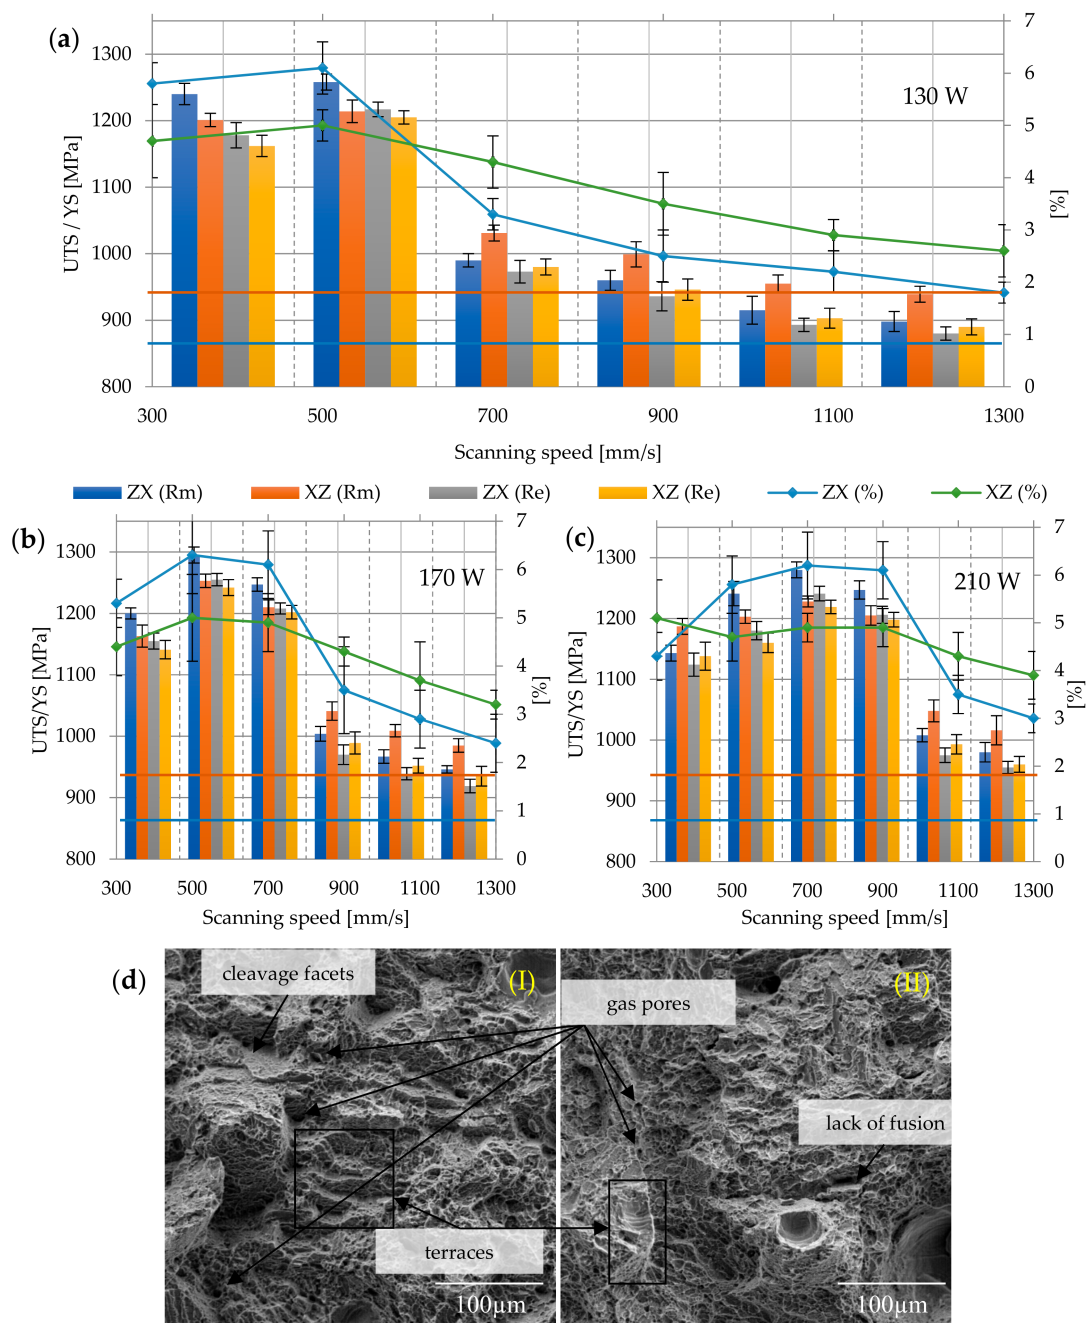 (a)
130 W
UTS / YS [MPa]
1300
1200
1100
1000
900
800
7
6
5
4
3
2
1
0
[%]
300 500 700 900 1100 1300
Scanning speed [mm/s]
ZX (Rm) XZ (Rm) ZX (Re) XZ (Re) ZX (%) XZ (%)
(b)
170 W
UTS/YS [MPa]
1300
1200
1100
1000
900
800
7
6
5
4
3
2
1
0
[%]
300 500 700 900 1100 1300
Scanning speed [mm/s]
(c)
210 W
UTS/YS [MPa]
1300
1200
1100
1000
900
800
7
6
5
4
3
2
1
0
[%]
300 500 700 900 1100 1300
Scanning speed [mm/s]
(d)
cleavage facets
(I)
(II)
gas pores
lack of fusion
terraces
100μm
100μm